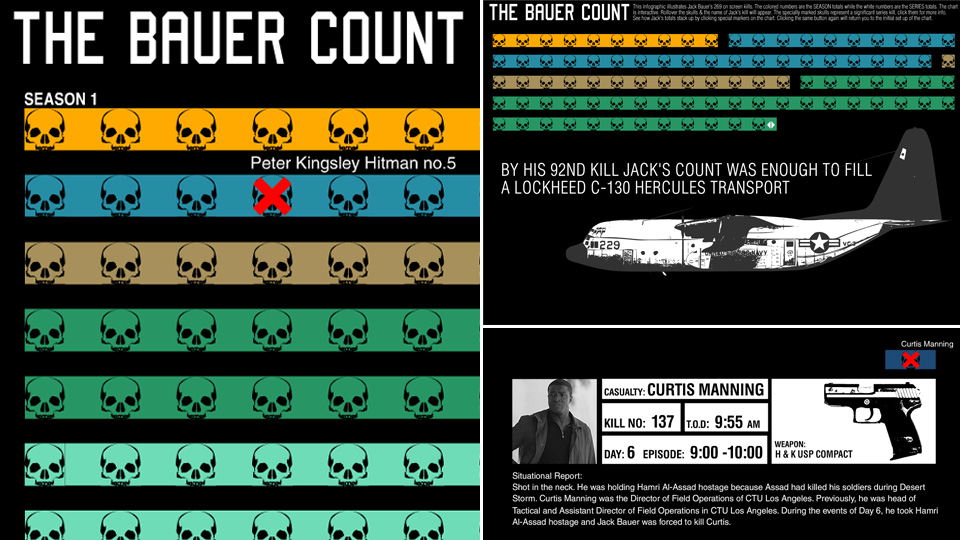 THE BAUER COUNT
SEASON 1
Peter Kingsley Hitman no.5
THE BAUER COUNT
This infographic illustrates Jack Bauer's 269 on screen kills. The colored numbers are the SEASON totals while the white numbers are the SERIES totals. The chart
is interactive. Rollover the skulls & the name of Jack's kill will appear. The specially marked skulls represent a significant series kill, click them for more info.
See how Jack's totals stack up by clicking special markers on the chart. Clicking the same button again will return you to the initial set up of the chart.
BY HIS 92ND KILL JACK'S COUNT WAS ENOUGH TO FILL
A LOCKHEED C-130 HERCULES TRANSPORT
229
Curtis Manning
CASUALTY: CURTIS MANNING
KILL NO: 137 T.O.D: 9:55 AM
DAY: 6 EPISODE: 9:00 -10:00
WEAPON:
H & K USP COMPACT
Situational Report:
Shot in the neck. He was holding Hamri Al-Assad hostage because Assad had killed his soldiers during Desert
Storm. Curtis Manning was the Director of Field Operations of CTU Los Angeles. Previously, he was head of
Tactical and Assistant Director of Field Operations in CTU Los Angeles. During the events of Day 6, he took Hamri
Al-Assad hostage and Jack Bauer was forced to kill Curtis.